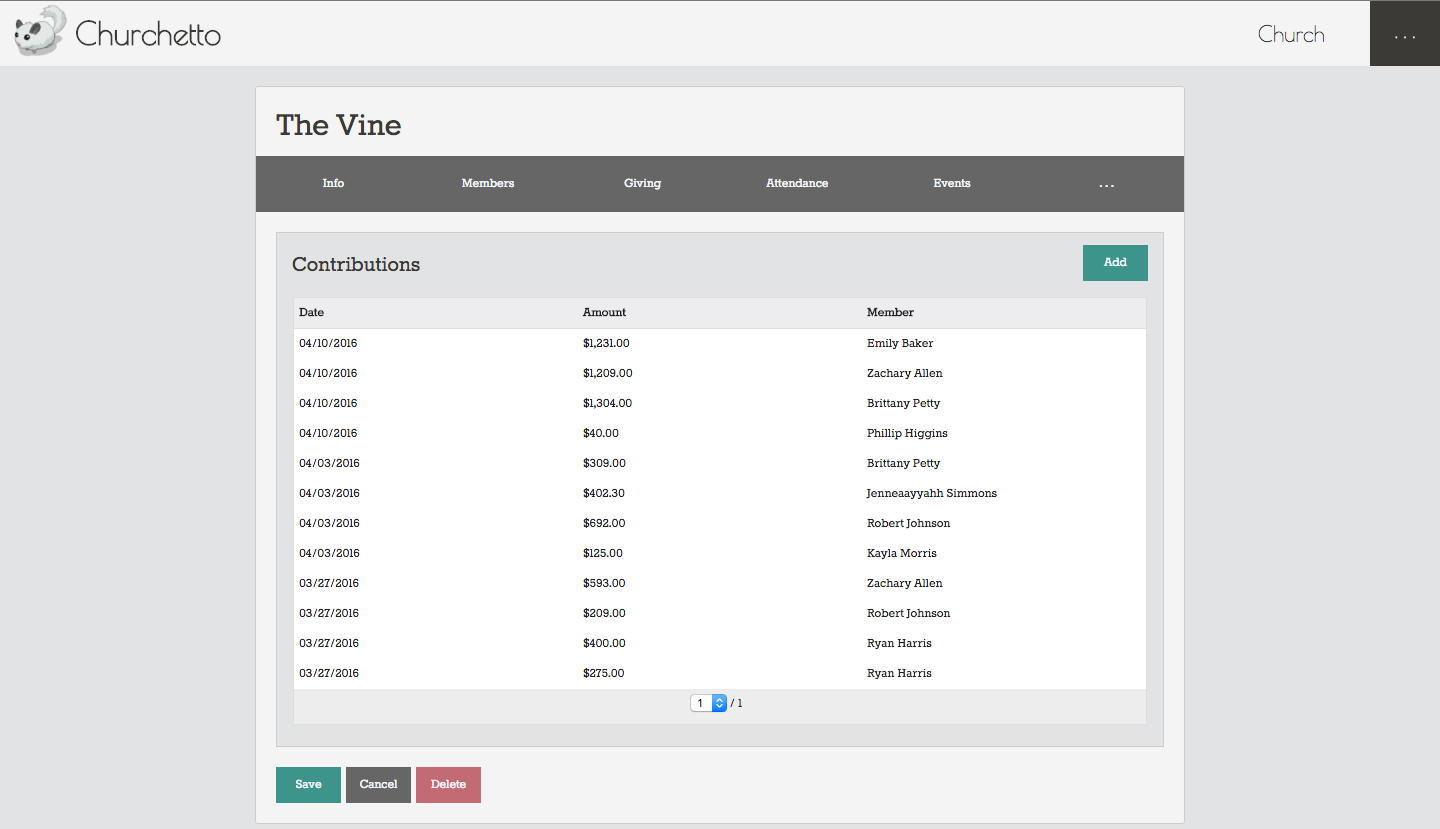 Churchetto Church ...
The Vine
Info Members Giving Attendance Events ...
Contributions Add
Date Amount Member
04/10/2016 $1,231.00 Emily Baker
04/10/2016 $1,209.00 Zachary Allen
04/10/2016 $1,304.00 Brittany Petty
04/10/2016 $40.00 Phillip Higgins
04/03/2016 $309.00 Brittany Petty
04/03/2016 $402.30 Jenneaayyahh Simmons
04/03/2016 $692.00 Robert Johnson
04/03/2016 $125.00 Kayla Morris
03/27/2016 $593.00 Zachary Allen
03/27/2016 $209.00 Robert Johnson
03/27/2016 $400.00 Ryan Harris
03/27/2016 $275.00 Ryan Harris
1 / 1
Save Cancel Delete